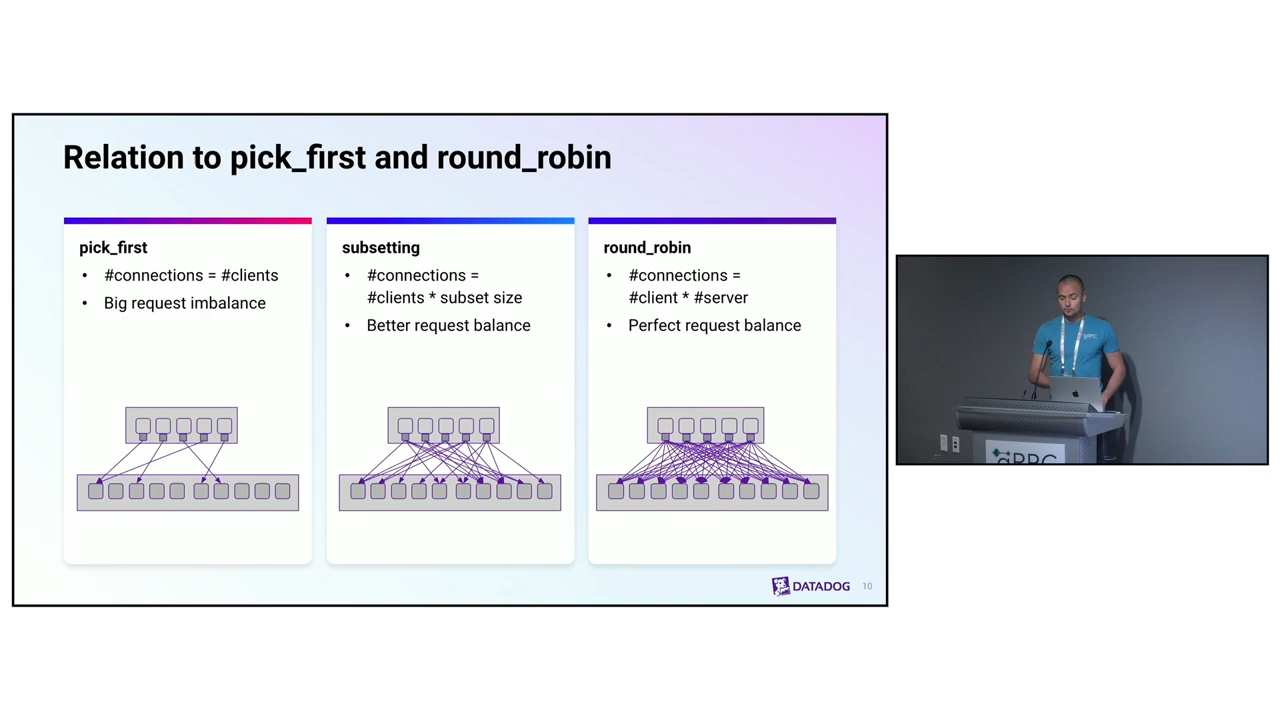 Relation to pick_first and round_robin
pick_first
• #connections = #clients
• Big request imbalance
subsetting
• #connections =
#clients * subset size
• Better request balance
round_robin
• #connections =
#client * #server
• Perfect request balance
DATADOG
10
gRPC